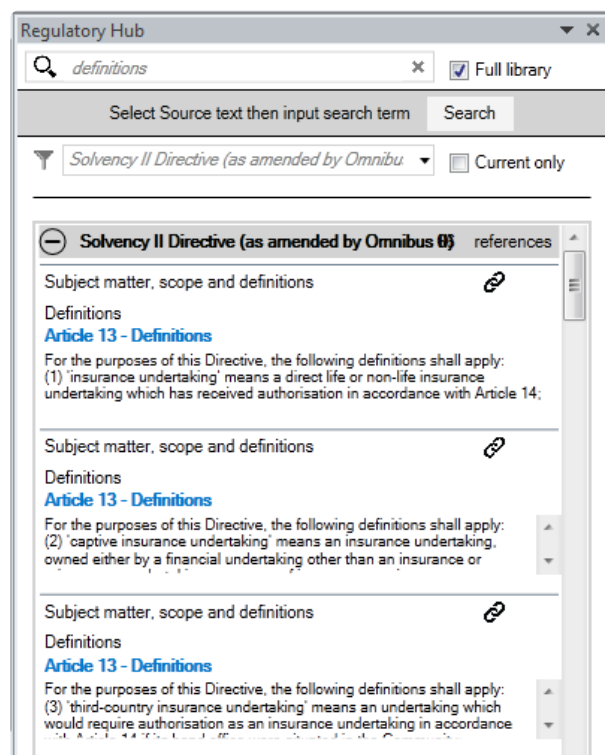 Regulatory Hub
definitions
Full library
Select Source text then input search term Search
Solvency II Directive (as amended by Omnibu
Current only
Solvency II Directive (as amended by Omnibus references
Subject matter, scope and definitions
Definitions
Article 13 - Definitions
For the purposes of this Directive, the following definitions shall apply:
(1) 'insurance undertaking' means a direct life or non-life insurance
undertaking which has received authorisation in accordance with Article 14;
Subject matter, scope and definitions
Definitions
Article 13 - Definitions
For the purposes of this Directive, the following definitions shall apply:
(2) 'captive insurance undertaking' means an insurance undertaking,
owned either by a financial undertaking other than an insurance or
Subject matter, scope and definitions
Definitions
Article 13 - Definitions
For the purposes of this Directive, the following definitions shall apply:
(3) 'third-country insurance undertaking' means an undertaking which
would require authorisation as an insurance undertaking in accordance